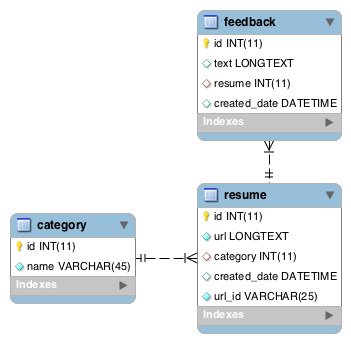 feedback
id INT(11)
text LONGTEXT
resume INT(11)
created_date DATETIME
Indexes
resume
id INT(11)
url LONGTEXT
category INT(11)
created_date DATETIME
url_id VARCHAR(25)
Indexes
category
id INT(11)
name VARCHAR(45)
Indexes